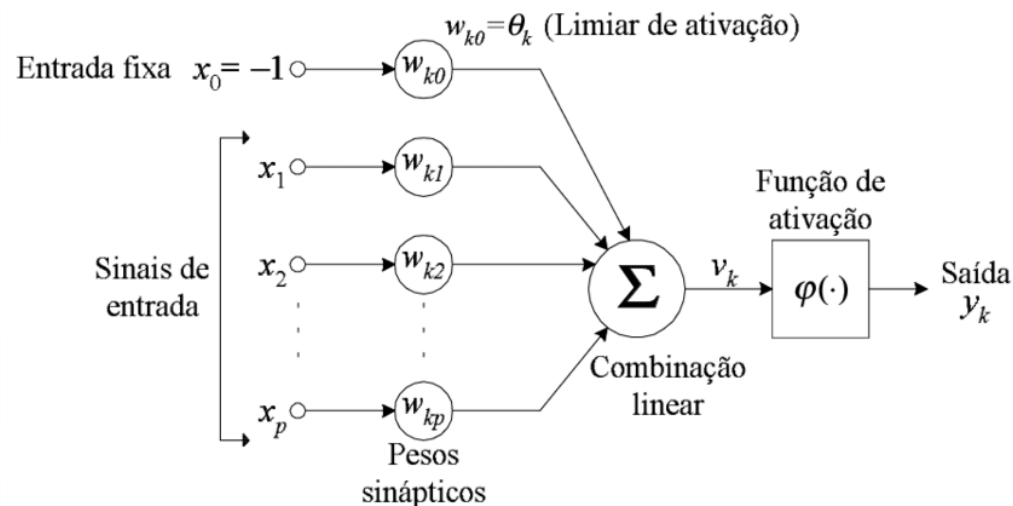 w_k0=θ_k (Limiar de ativação)
Entrada fixa x_0= –1
w_k0
x_1
w_k1
Sinais de
entrada
x_2
w_k2
x_p
w_kp
Pesos
sinápticos
Σ
Combinação
linear
v_k
Função de
ativação
φ(·)
Saída
y_k